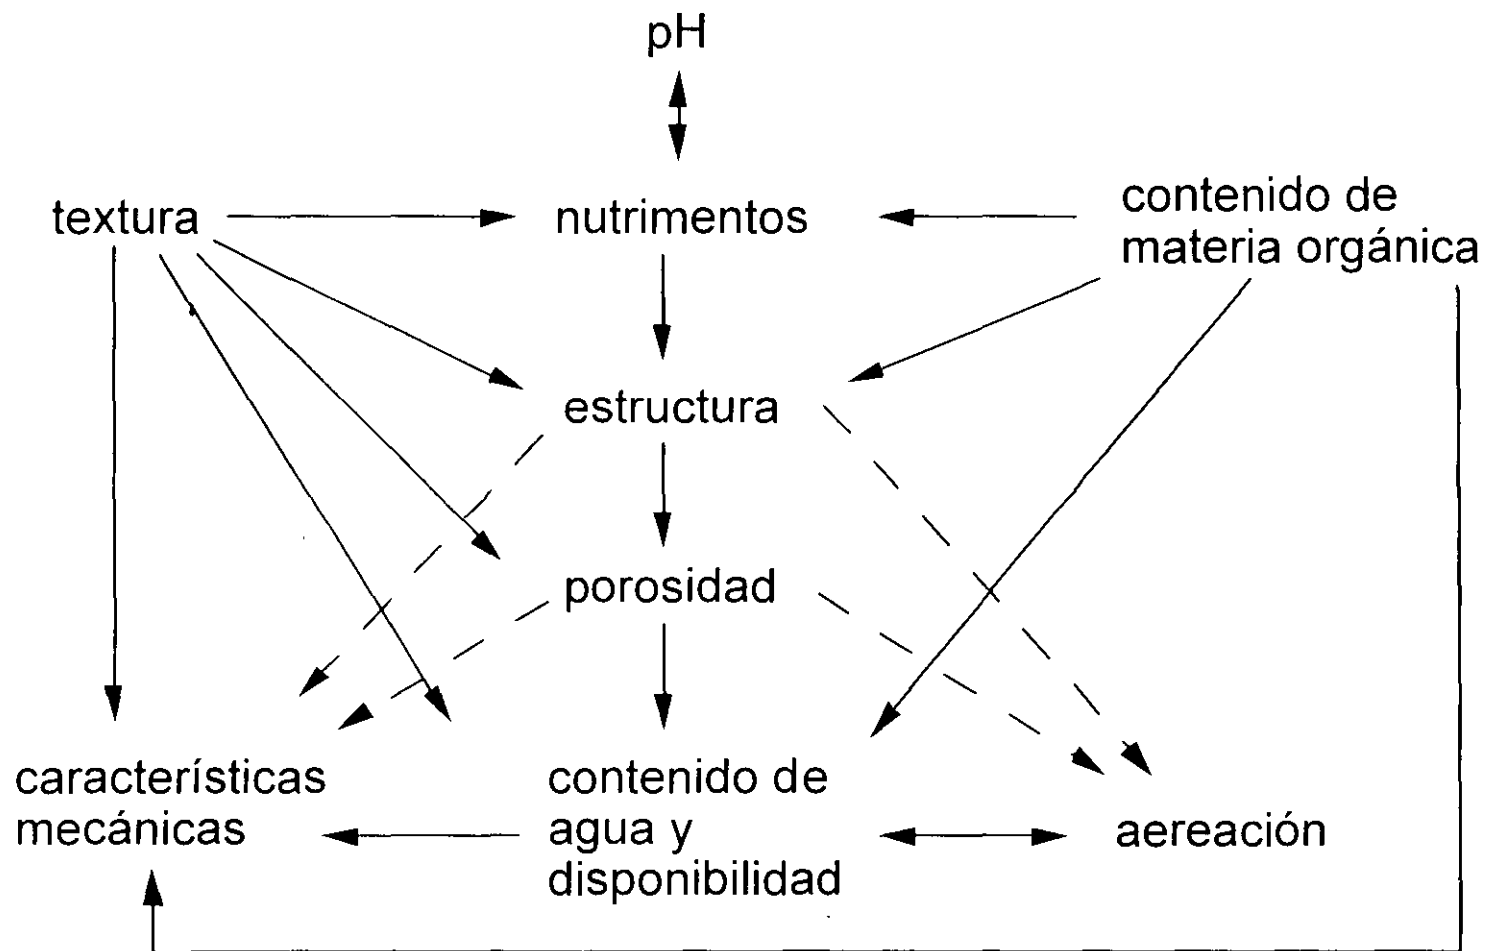 pH
textura
nutrimentos
contenido de
materia orgánica
estructura
porosidad
características
mecánicas
contenido de
agua y
disponibilidad
aereación